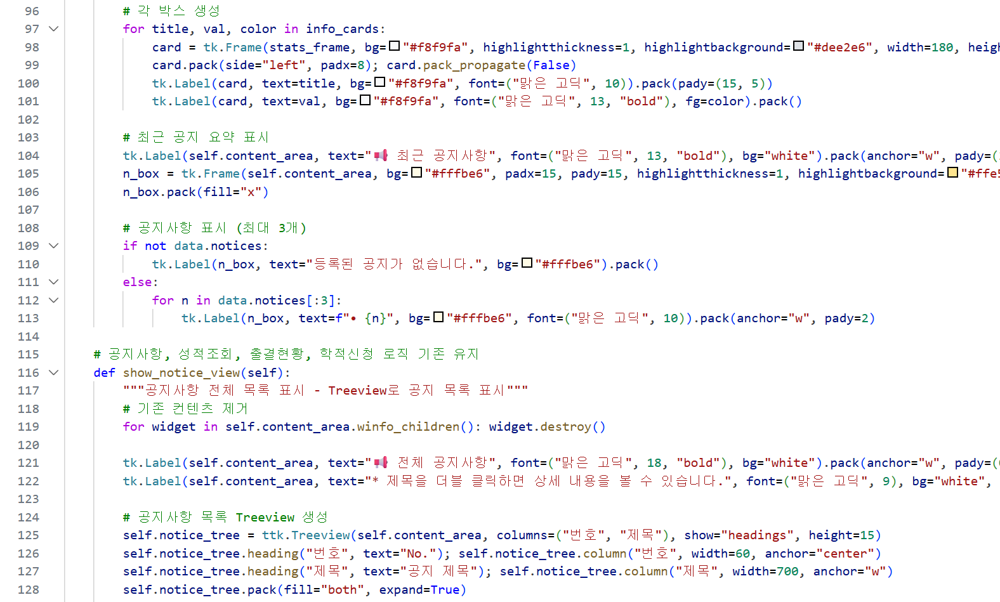 96 # 각 박스 생성
97 for title, val, color in info_cards:
98 card = tk.Frame(stats_frame, bg="#f8f9fa", highlightthickness=1, highlightbackground="#dee2e6", width=180, heigh
99 card.pack(side="left", padx=8); card.pack_propagate(False)
100 tk.Label(card, text=title, bg="#f8f9fa", font=("맑은 고딕", 10)).pack(pady=(15, 5))
101 tk.Label(card, text=val, bg="#f8f9fa", font=("맑은 고딕", 13, "bold"), fg=color).pack()
102
103 # 최근 공지 요약 표시
104 tk.Label(self.content_area, text="📢 최근 공지사항", font=("맑은 고딕", 13, "bold"), bg="white").pack(anchor="w", pady=(
105 n_box = tk.Frame(self.content_area, bg="#fffbe6", padx=15, pady=15, highlightthickness=1, highlightbackground="#ffe5
106 n_box.pack(fill="x")
107
108 # 공지사항 표시 (최대 3개)
109 if not data.notices:
110 tk.Label(n_box, text="등록된 공지가 없습니다.", bg="#fffbe6").pack()
111 else:
112 for n in data.notices[:3]:
113 tk.Label(n_box, text=f"• {n}", bg="#fffbe6", font=("맑은 고딕", 10)).pack(anchor="w", pady=2)
114
115 # 공지사항, 성적조회, 출결현황, 학적신청 로직 기존 유지
116 def show_notice_view(self):
117 """공지사항 전체 목록 표시 - Treeview로 공지 목록 표시"""
118 # 기존 컨텐츠 제거
119 for widget in self.content_area.winfo_children(): widget.destroy()
120
121 tk.Label(self.content_area, text="📢 전체 공지사항", font=("맑은 고딕", 18, "bold"), bg="white").pack(anchor="w", pady=(
122 tk.Label(self.content_area, text="* 제목을 더블 클릭하면 상세 내용을 볼 수 있습니다.", font=("맑은 고딕", 9), bg="white",
123
124 # 공지사항 목록 Treeview 생성
125 self.notice_tree = ttk.Treeview(self.content_area, columns=("번호", "제목"), show="headings", height=15)
126 self.notice_tree.heading("번호", text="No."); self.notice_tree.column("번호", width=60, anchor="center")
127 self.notice_tree.heading("제목", text="공지 제목"); self.notice_tree.column("제목", width=700, anchor="w")
128 self.notice_tree.pack(fill="both", expand=True)